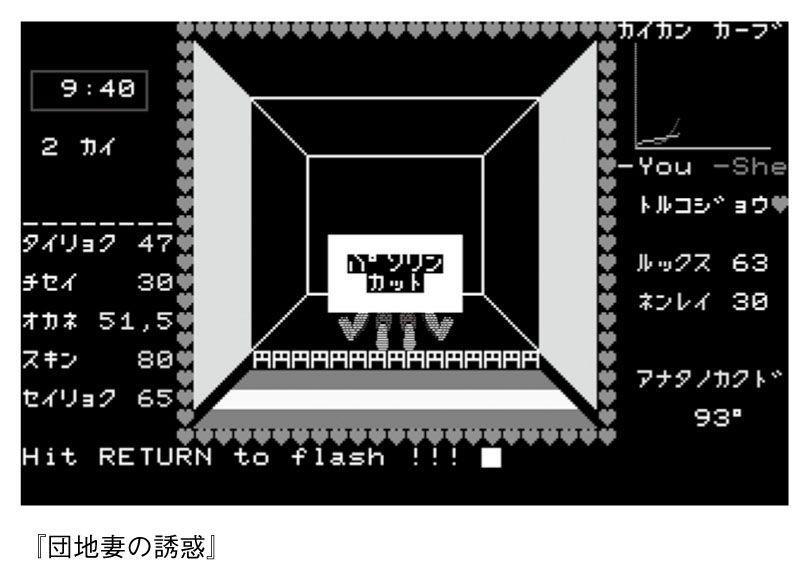 カイカン カーブ
9:40
2 カイ
-You -She
トルコジョウ♥
タイリョク 47
チセイ 30
オカネ 51,5
スキン 80
セイリョク 65
パツリン
カット
ルックス 63
ネンレイ 30
アナタノカクド
93°
Hit RETURN to flash !!!
『団地妻の誘惑』